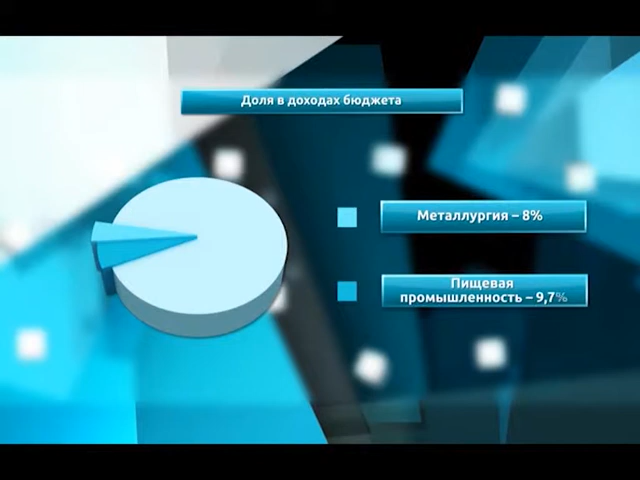 Доля в доходах бюджета
Металлургия – 8%
Пищевая
промышленность – 9,7%